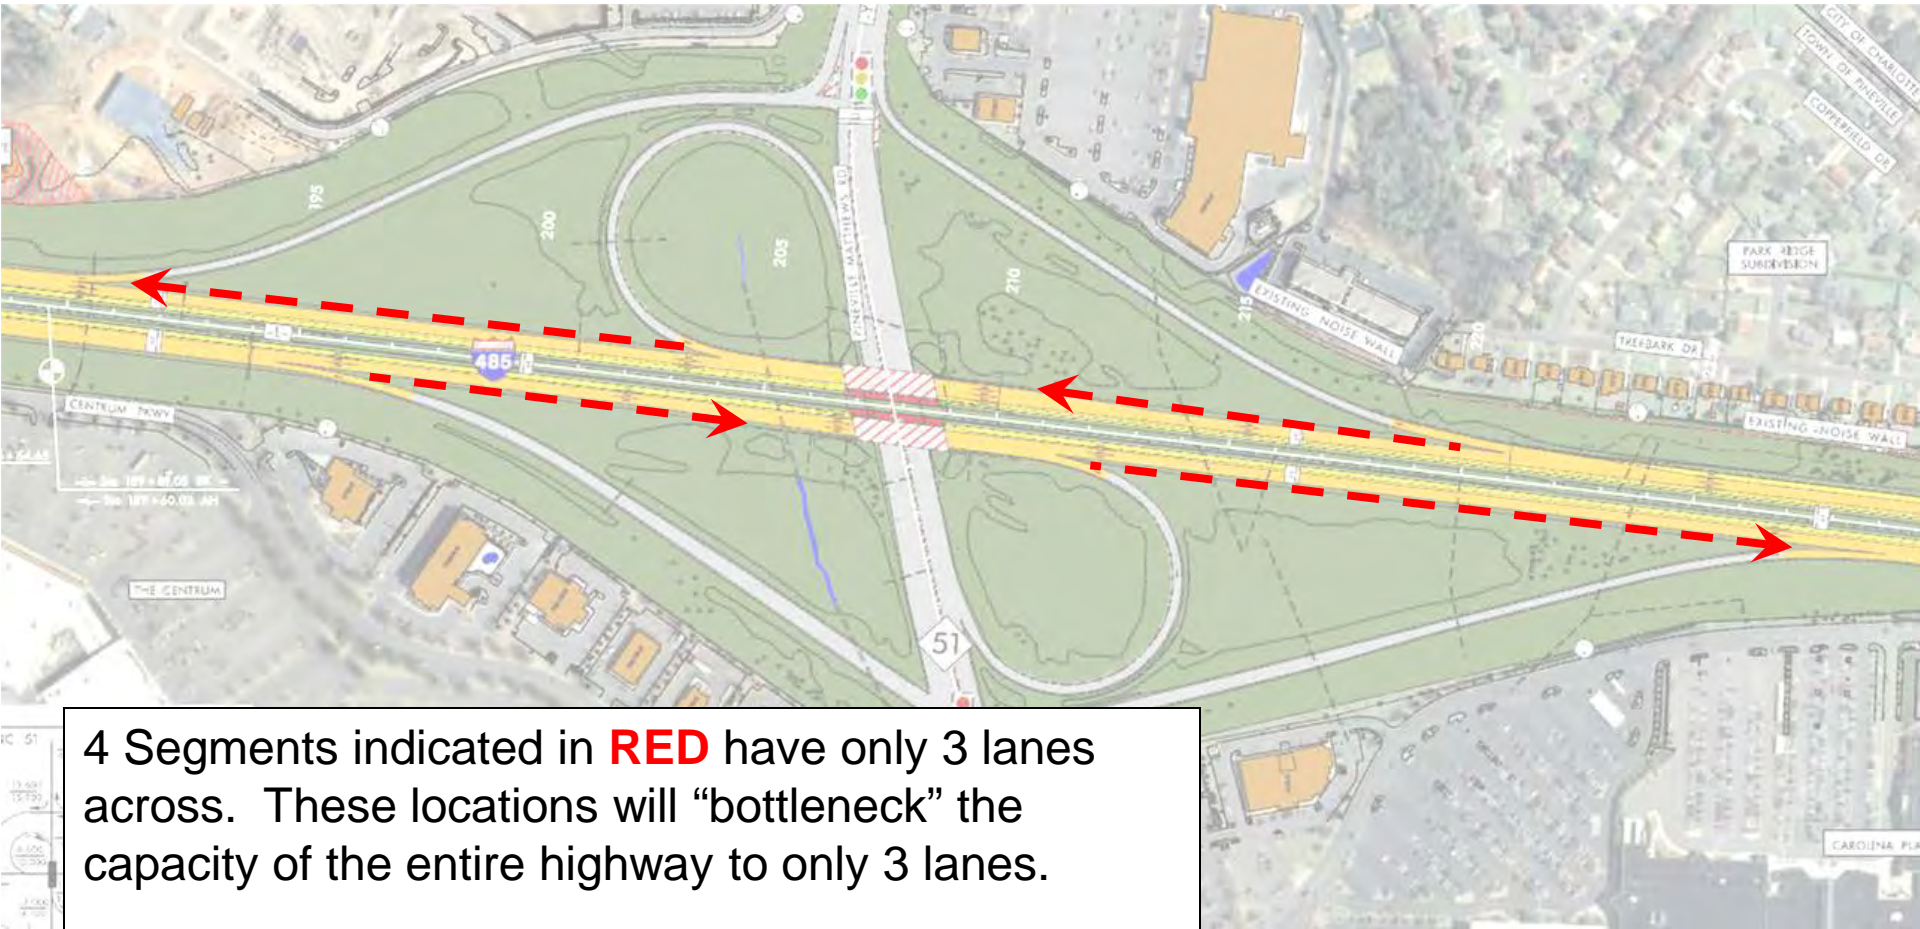 CITY OF CHARLOTTE
TOWN OF PINEVILLE
COPPERFIELD DR
195
200
205
210
215
220
PINEVILLE MATTHEWS RD
PARK RIDGE
SUBDIVISION
EXISTING NOISE WALL
TREEBARK DR
EXISTING NOISE WALL
485
CENTRUM PKWY
THE CENTRUM
51
NC 51
CAROLINA PLA
4 Segments indicated in RED have only 3 lanes
across. These locations will “bottleneck” the
capacity of the entire highway to only 3 lanes.